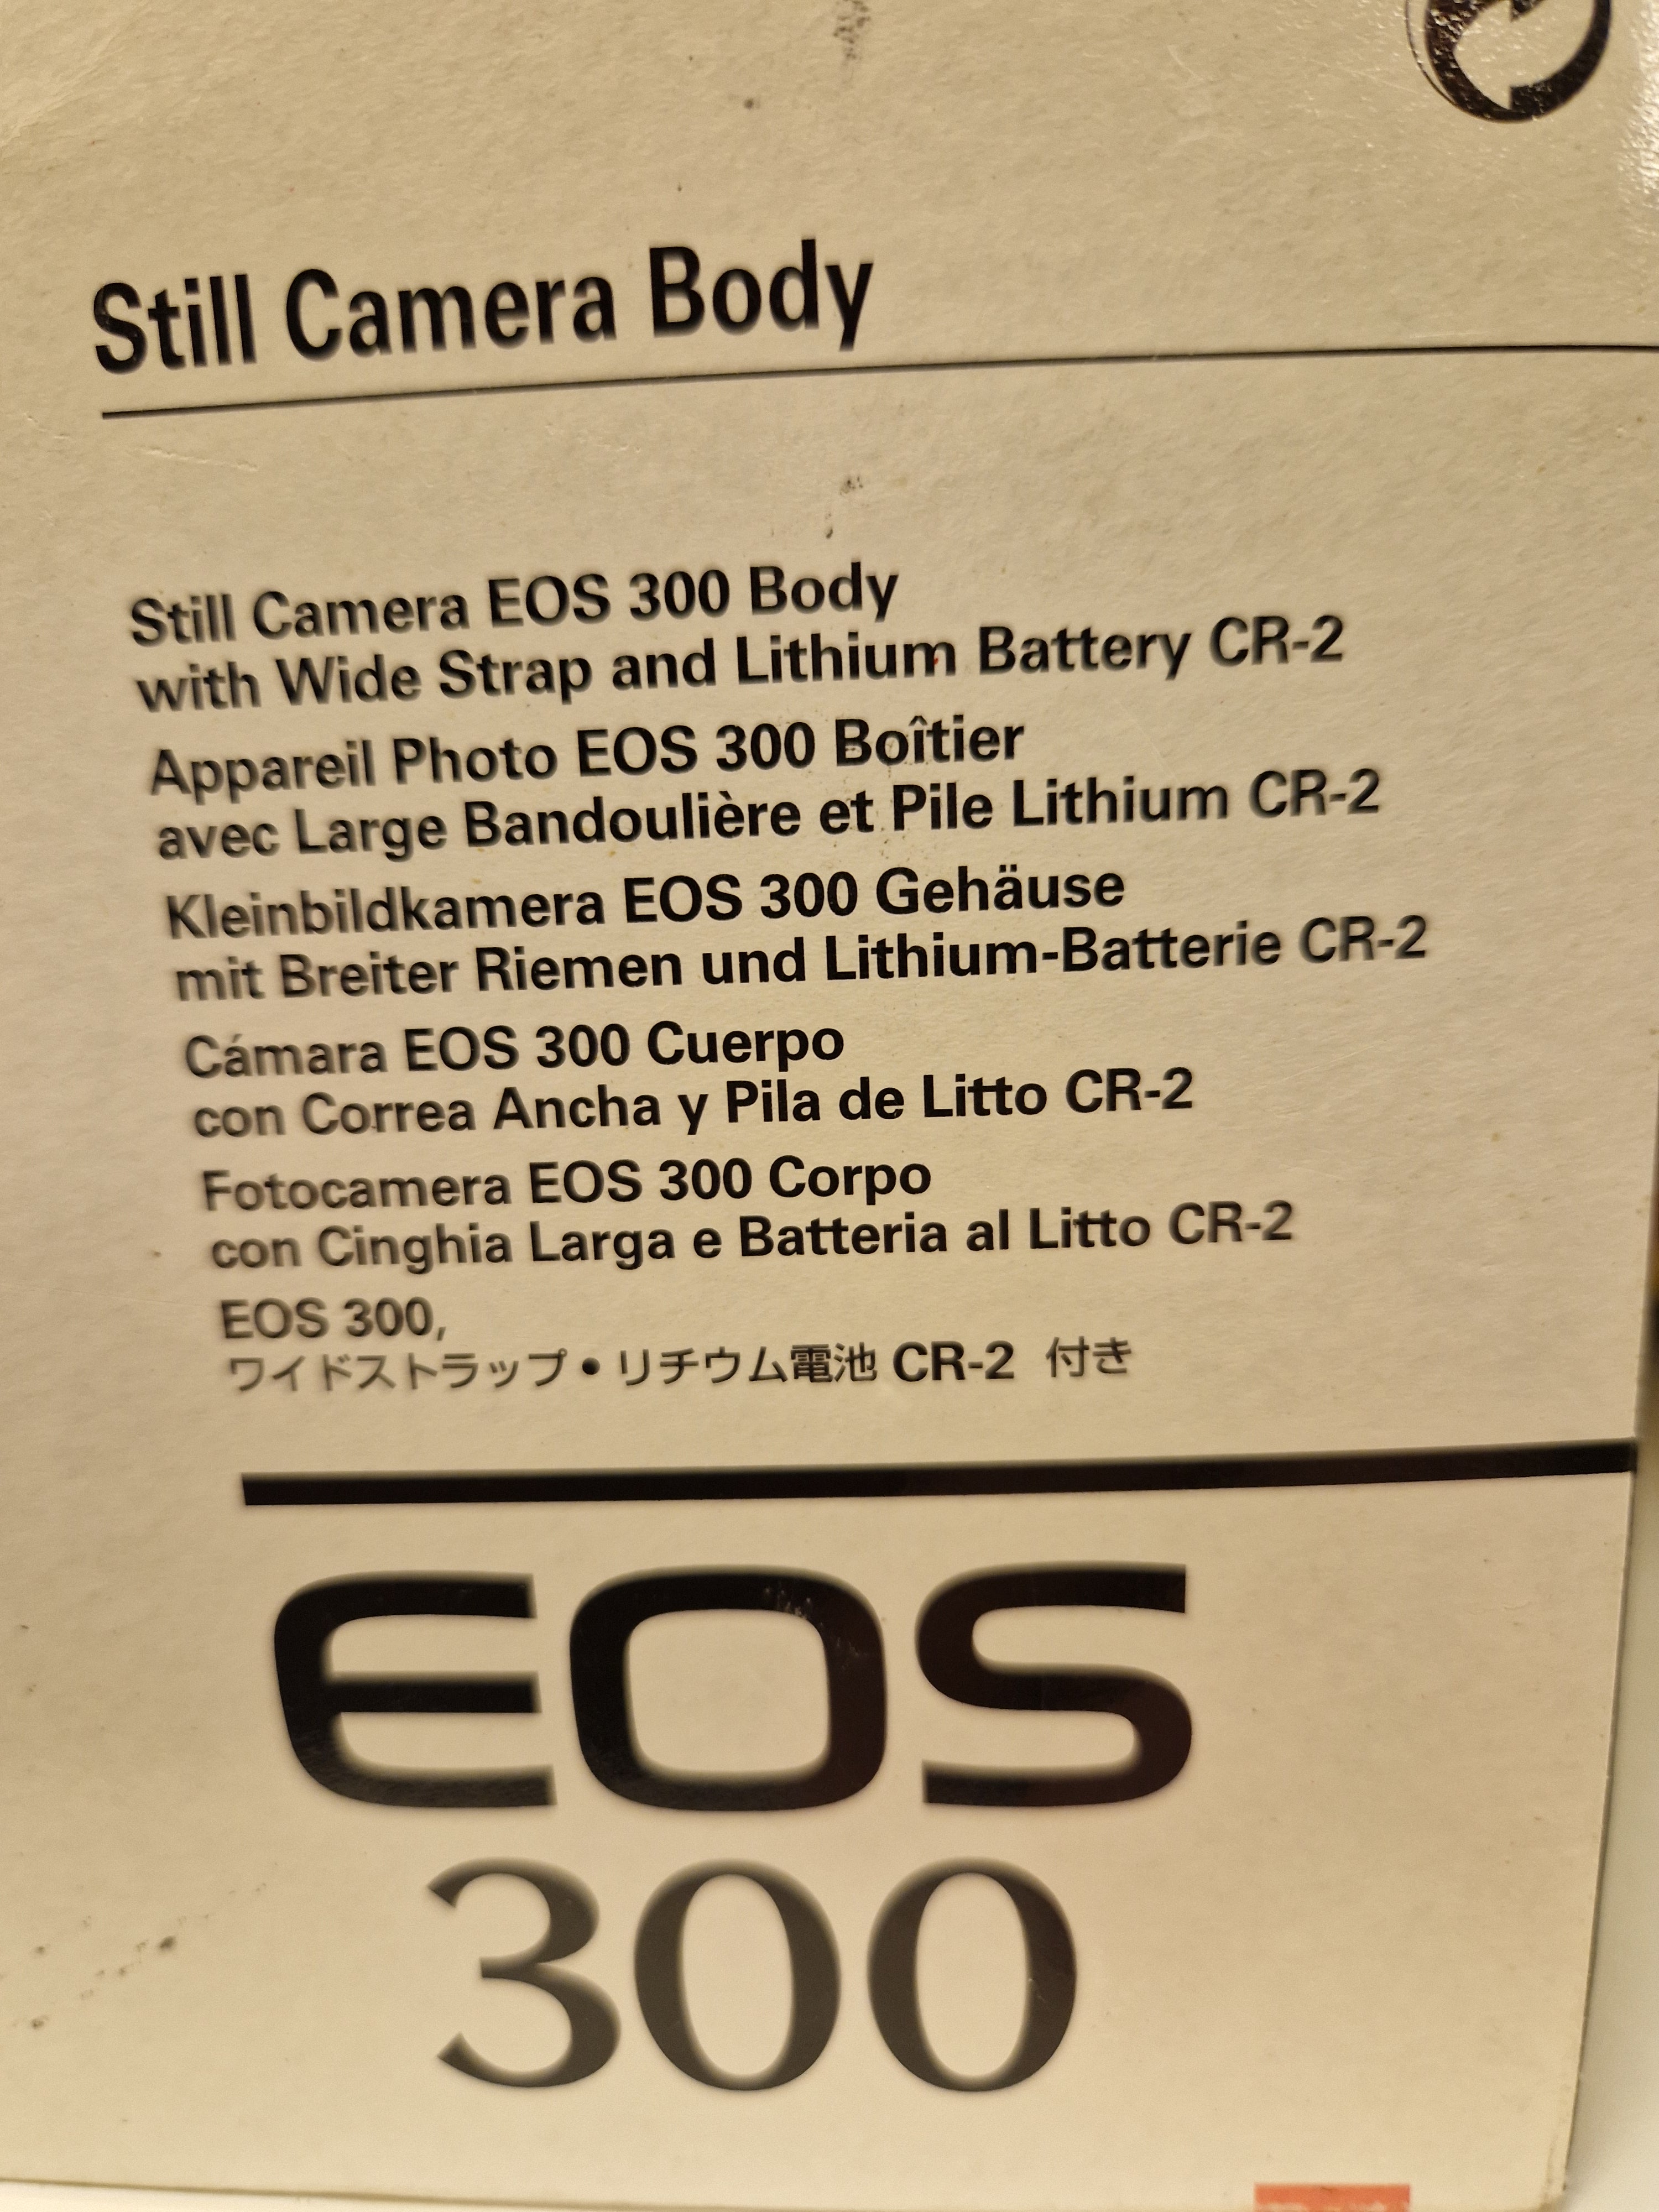 Still Camera Body
Still Camera EOS 300 Body
with Wide Strap and Lithium Battery CR-2
Appareil Photo EOS 300 Boîtier
avec Large Bandoulière et Pile Lithium CR-2
Kleinbildkamera EOS 300 Gehäuse
mit Breiter Riemen und Lithium-Batterie CR-2
Cámara EOS 300 Cuerpo
con Correa Ancha y Pila de Litto CR-2
Fotocamera EOS 300 Corpo
con Cinghia Larga e Batteria al Litto CR-2
EOS 300,
ワイドストラップ・リチウム電池 CR-2 付き
EOS
300